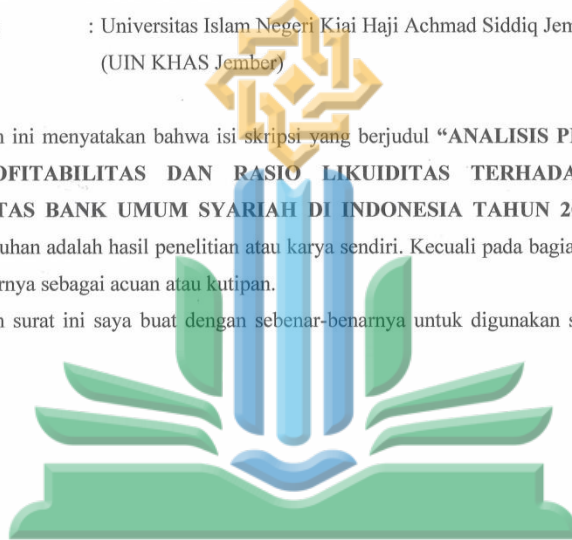 : Universitas Islam Negeri Kiai Haji Achmad Siddiq Jem
(UIN KHAS Jember)
n ini menyatakan bahwa isi skripsi yang berjudul “ANALISIS P
OFITABILITAS DAN RASIO LIKUIDITAS TERHADA
TAS BANK UMUM SYARIAH DI INDONESIA TAHUN 2
uhan adalah hasil penelitian atau karya sendiri. Kecuali pada bagia
rnya sebagai acuan atau kutipan.
n surat ini saya buat dengan sebenar-benarnya untuk digunakan s